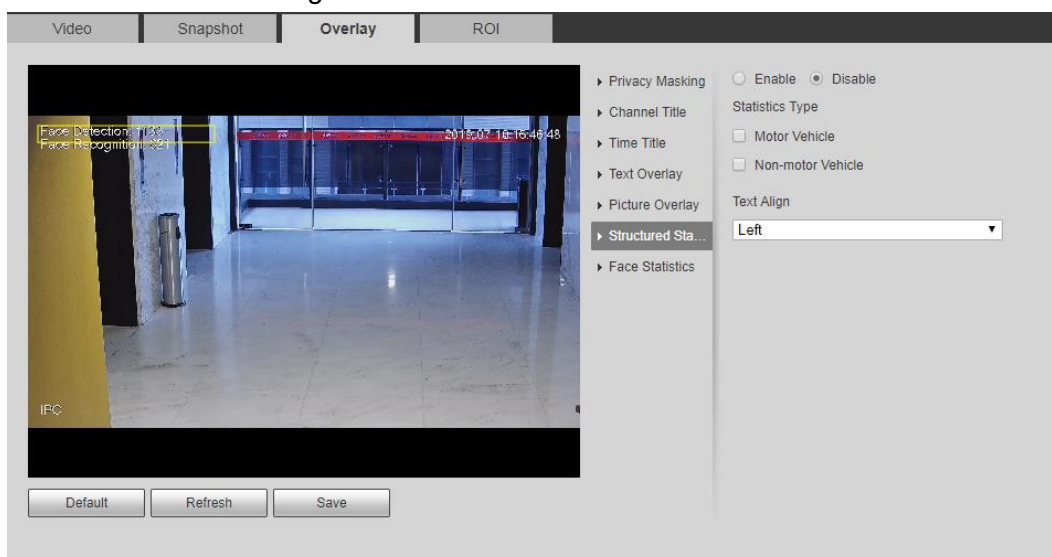 Video Snapshot Overlay ROI
Face Detection:
2019-07-16 16:46:48
Face Recognition: 321
IPC
Privacy Masking
Channel Title
Time Title
Text Overlay
Picture Overlay
Structured Sta...
Face Statistics
Enable Disable
Statistics Type
Motor Vehicle
Non-motor Vehicle
Text Align
Left
Default Refresh Save